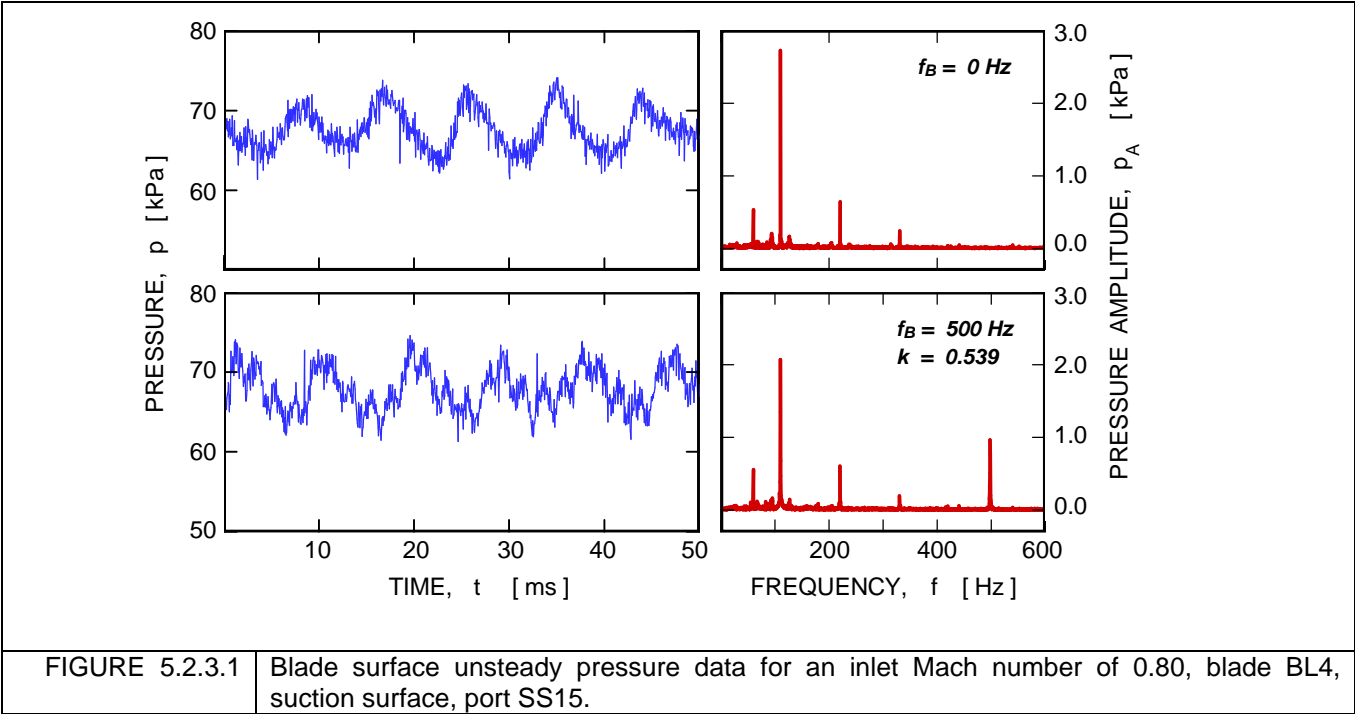 80
70
60
PRESSURE, p [kPa]
80
70
60
50
10
20
30
40
50
TIME, t [ms]
f_B = 0 Hz
3.0
2.0
1.0
0.0
f_B = 500 Hz
k = 0.539
3.0
2.0
1.0
0.0
PRESSURE AMPLITUDE, p_A [kPa]
200
400
600
FREQUENCY, f [Hz]
FIGURE 5.2.3.1
Blade surface unsteady pressure data for an inlet Mach number of 0.80, blade BL4,
suction surface, port SS15.